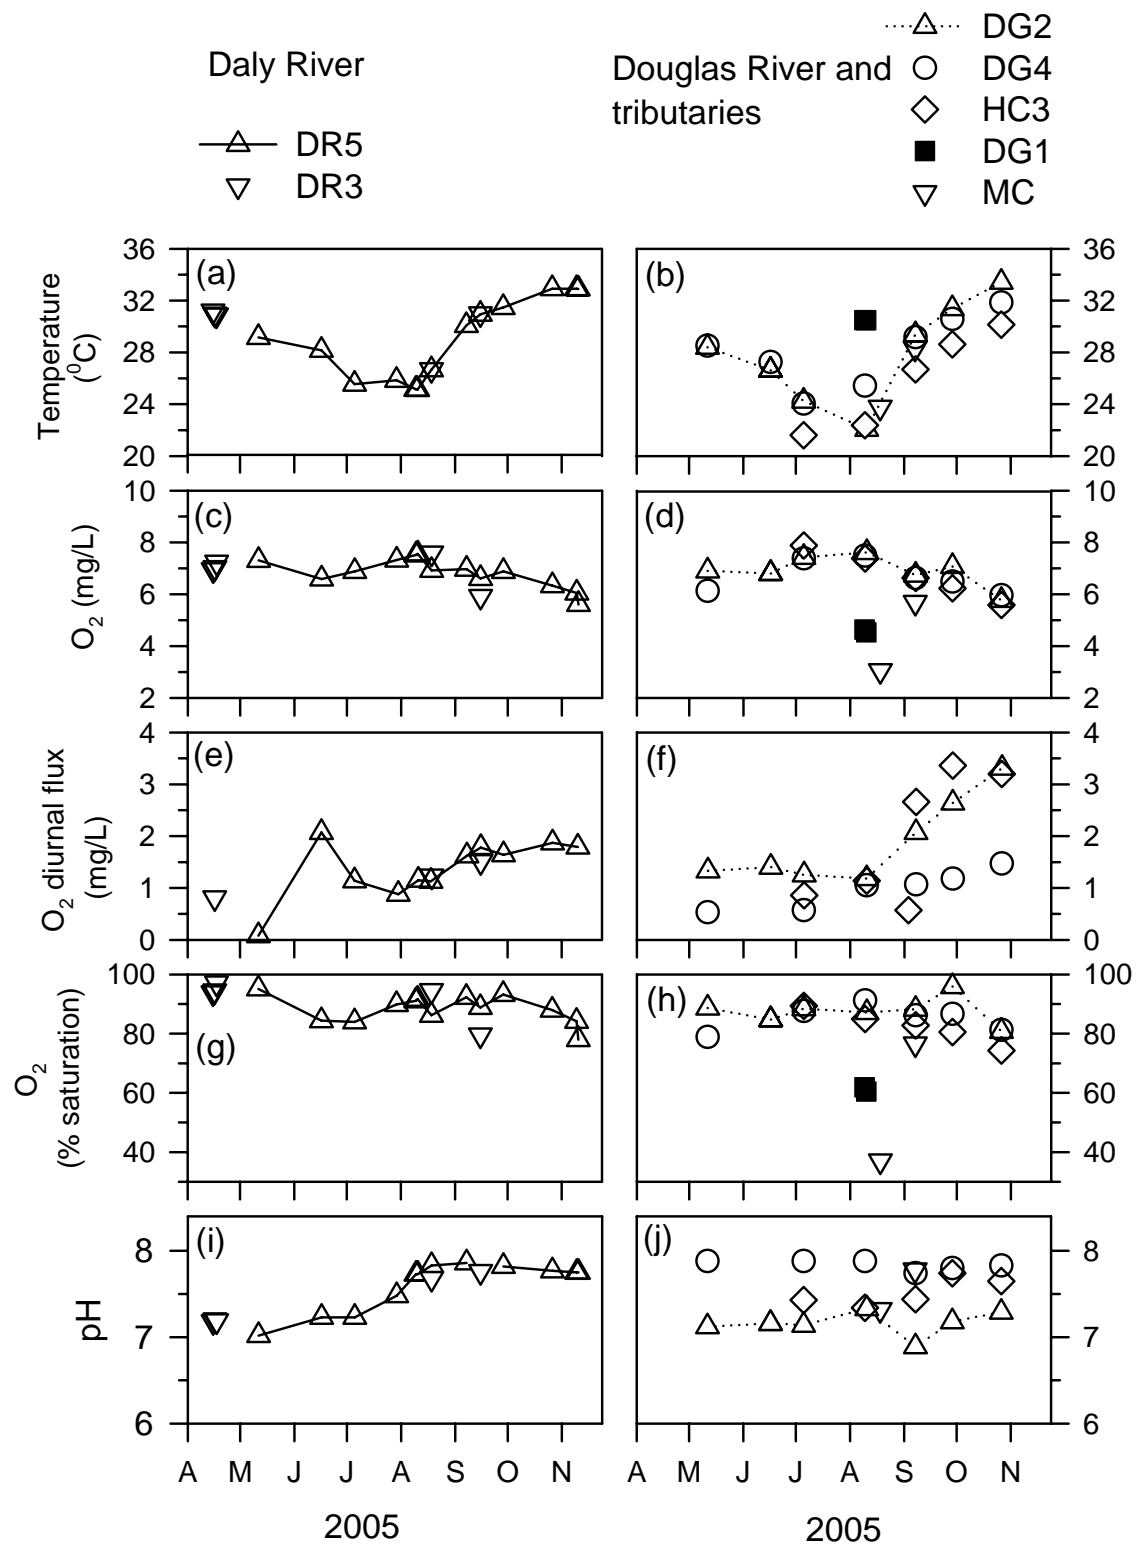 Daly River
DR5
DR3
Douglas River and
tributaries
DG2
DG4
HC3
DG1
MC
Temperature
(⁰C)
36
32
28
24
20
(a)
(b)
36
32
28
24
20
O₂ (mg/L)
10
8
6
4
2
(c)
(d)
10
8
6
4
2
O₂ diurnal flux
(mg/L)
4
3
2
1
0
(e)
(f)
4
3
2
1
0
O₂
(% saturation)
100
80
60
40
(g)
(h)
100
80
60
40
pH
8
7
6
(i)
(j)
8
7
6
A M J J A S O N
A M J J A S O N
2005
2005